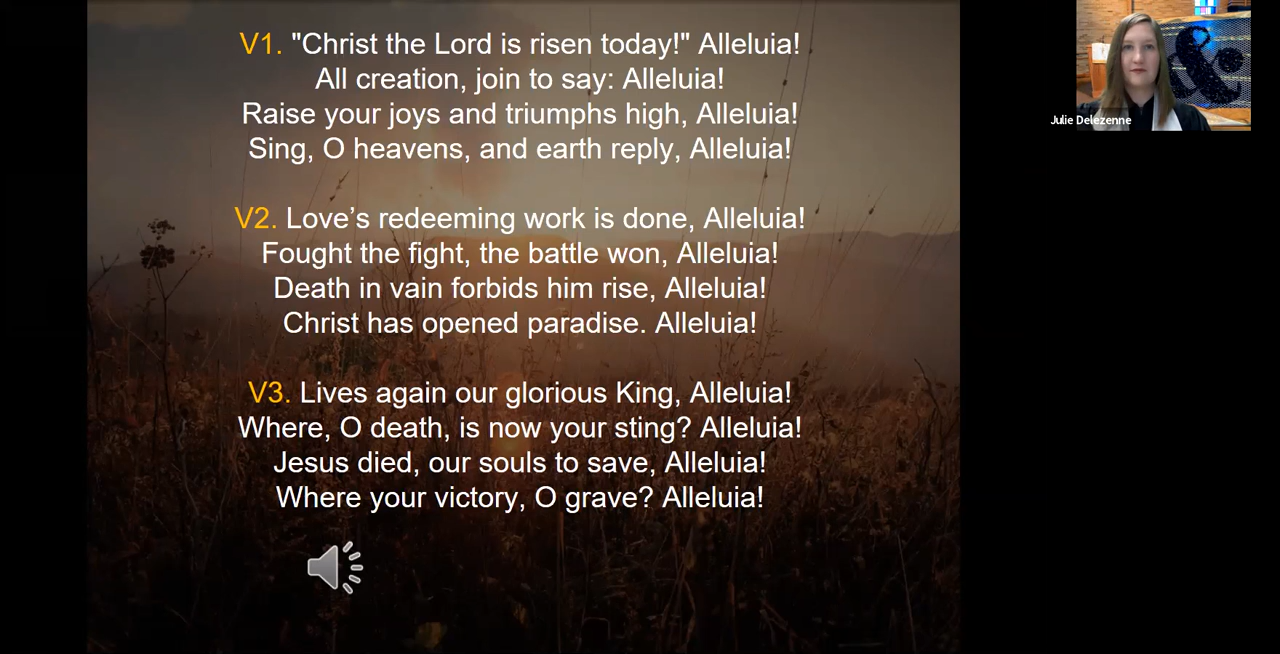 V1. "Christ the Lord is risen today!" Alleluia!
All creation, join to say: Alleluia!
Raise your joys and triumphs high, Alleluia!
Sing, O heavens, and earth reply, Alleluia!
V2. Love’s redeeming work is done, Alleluia!
Fought the fight, the battle won, Alleluia!
Death in vain forbids him rise, Alleluia!
Christ has opened paradise. Alleluia!
V3. Lives again our glorious King, Alleluia!
Where, O death, is now your sting? Alleluia!
Jesus died, our souls to save, Alleluia!
Where your victory, O grave? Alleluia!
Julie Delezenne
&